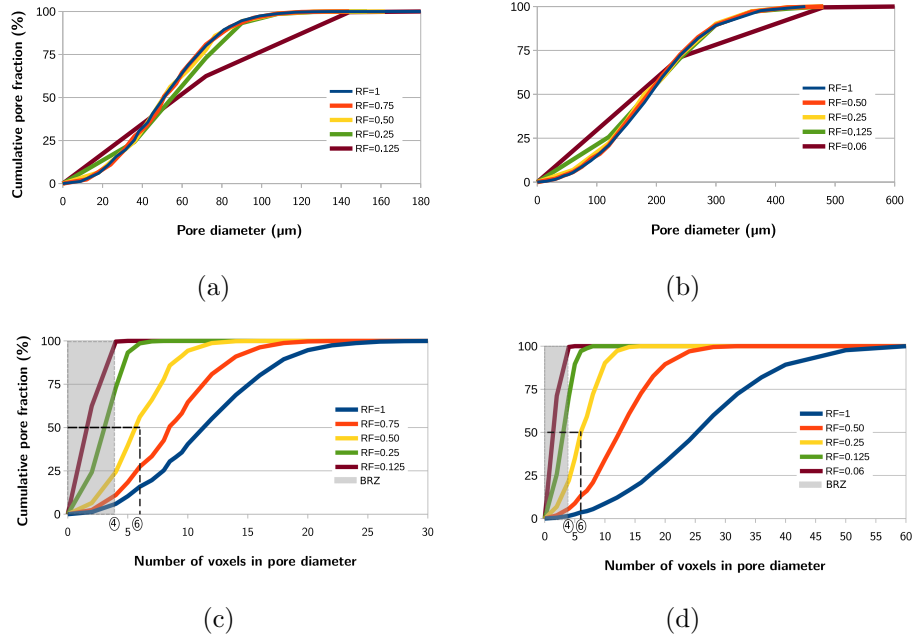 Cumulative pore fraction (%)
100
75
50
25
0
RF=1
RF=0.75
RF=0.50
RF=0.25
RF=0.125
0 20 40 60 80 100 120 140 160 180
Pore diameter (µm)
(a)
100
75
50
25
0
RF=1
RF=0.50
RF=0.25
RF=0.125
RF=0.06
0 100 200 300 400 500 600
Pore diameter (µm)
(b)
Cumulative pore fraction (%)
100
75
50
25
0
RF=1
RF=0.75
RF=0.50
RF=0.25
RF=0.125
BRZ
0 4 5 6 10 15 20 25 30
Number of voxels in pore diameter
(c)
100
75
50
25
0
RF=1
RF=0.50
RF=0.25
RF=0.125
RF=0.06
BRZ
0 4 5 6 10 15 20 25 30 35 40 45 50 55 60
Number of voxels in pore diameter
(d)